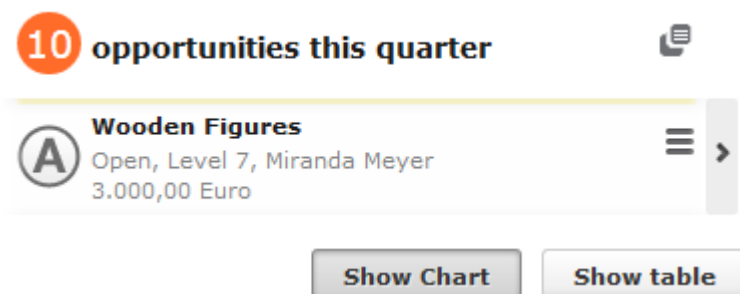 10 opportunities this quarter
Wooden Figures
A
Open, Level 7, Miranda Meyer
3.000,00 Euro
Show Chart
Show table